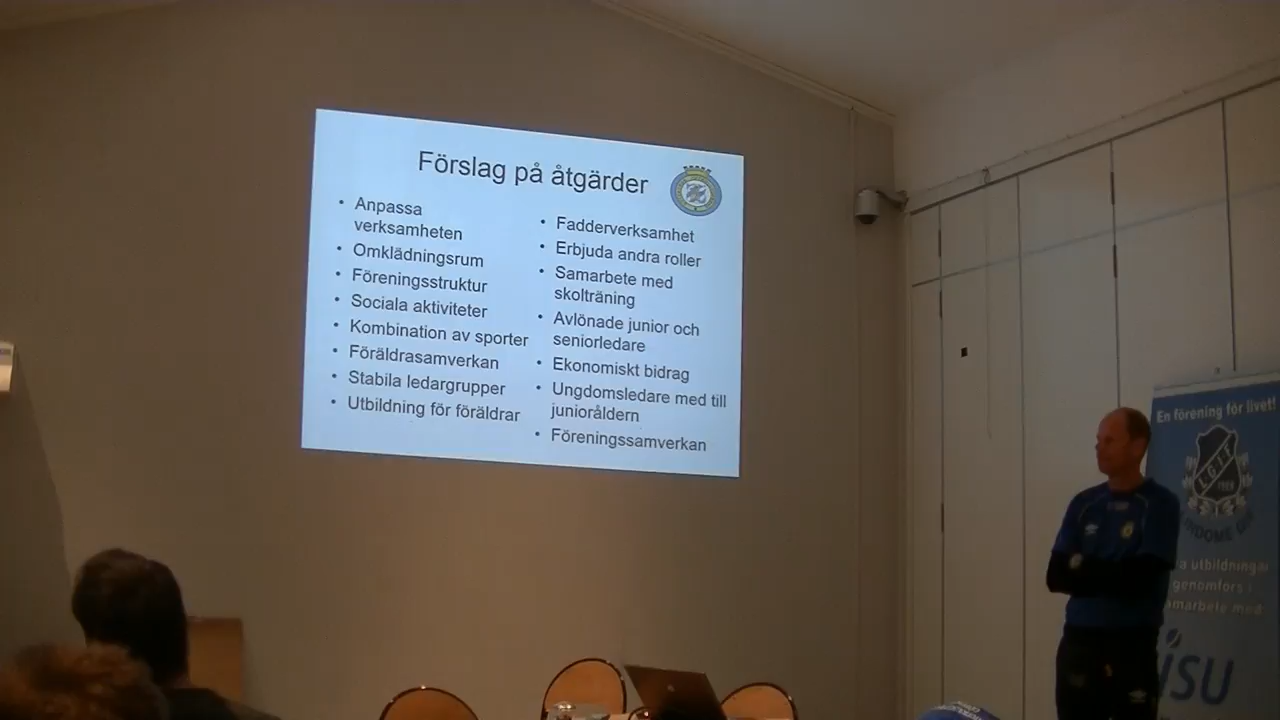 Förslag på åtgärder
• Anpassa
verksamheten
• Omklädningsrum
• Föreningsstruktur
• Sociala aktiviteter
• Kombination av sporter
• Föräldrasamverkan
• Stabila ledargrupper
• Utbildning för föräldrar
• Fadderverksamhet
• Erbjuda andra roller
• Samarbete med
skolträning
• Avlönade junior och
seniorledare
• Ekonomiskt bidrag
• Ungdomsledare med till
junioråldern
• Föreningssamverkan
En förening för livet!
L.G.I.F
utbildningar
genomförs i
amarbete med
ISU